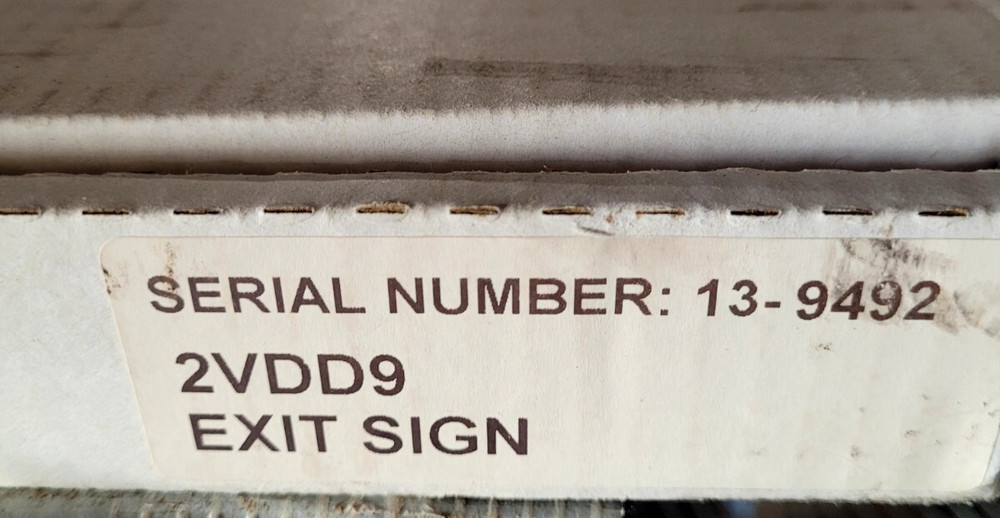 SERIAL NUMBER: 13-9492
2VDD9
EXIT SIGN